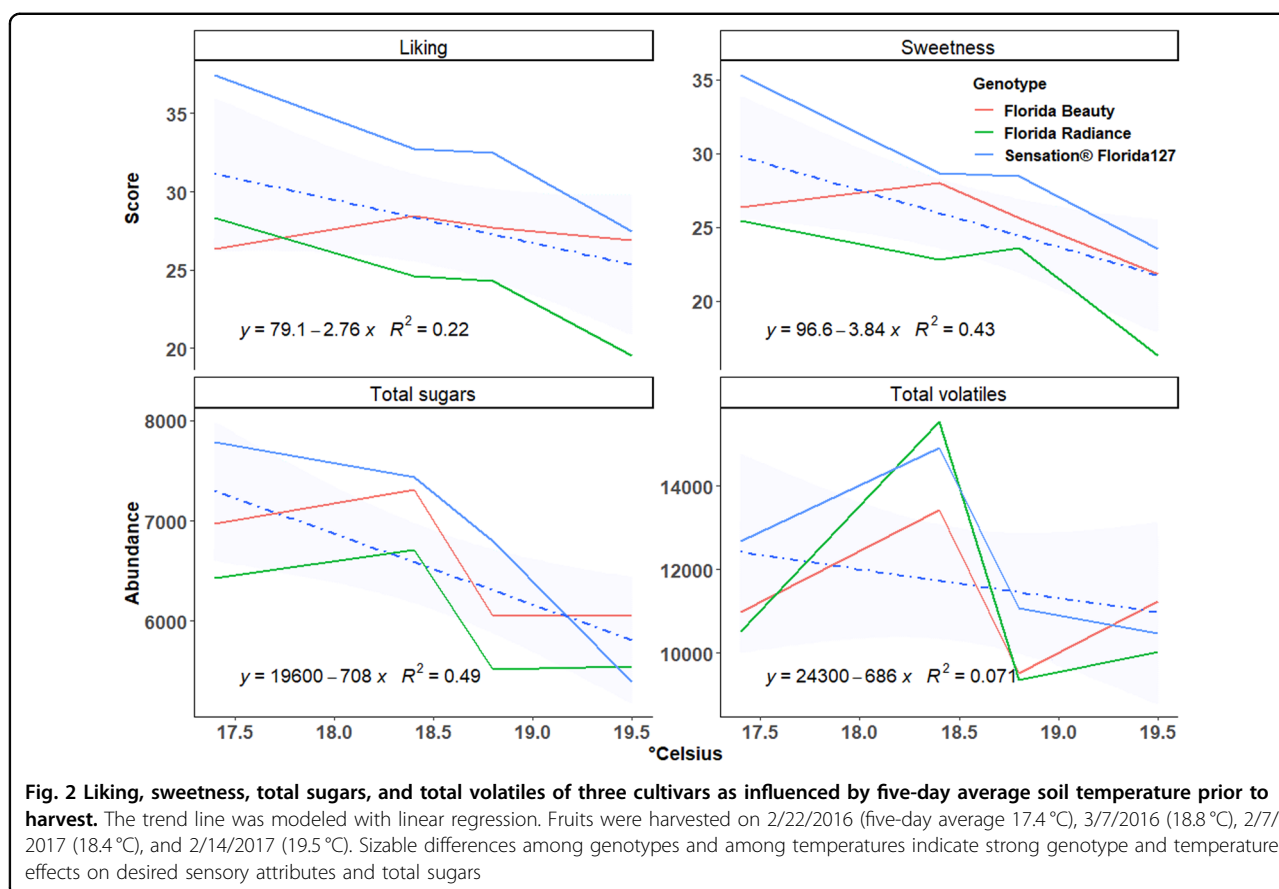 Liking
Sweetness
Genotype
Florida Beauty
Florida Radiance
Sensation® Florida127
Score
35
30
25
20
y = 79.1 – 2.76 x R² = 0.22
35
30
25
20
y = 96.6 – 3.84 x R² = 0.43
Total sugars
Total volatiles
Abundance
8000
7000
6000
y = 19600 – 708 x R² = 0.49
14000
12000
10000
y = 24300 – 686 x R² = 0.071
17.5 18.0 18.5 19.0 19.5
17.5 18.0 18.5 19.0 19.5
°Celsius
Fig. 2 Liking, sweetness, total sugars, and total volatiles of three cultivars as influenced by five-day average soil temperature prior to
harvest. The trend line was modeled with linear regression. Fruits were harvested on 2/22/2016 (five-day average 17.4 °C), 3/7/2016 (18.8 °C), 2/7/
2017 (18.4 °C), and 2/14/2017 (19.5 °C). Sizable differences among genotypes and among temperatures indicate strong genotype and temperature
effects on desired sensory attributes and total sugars